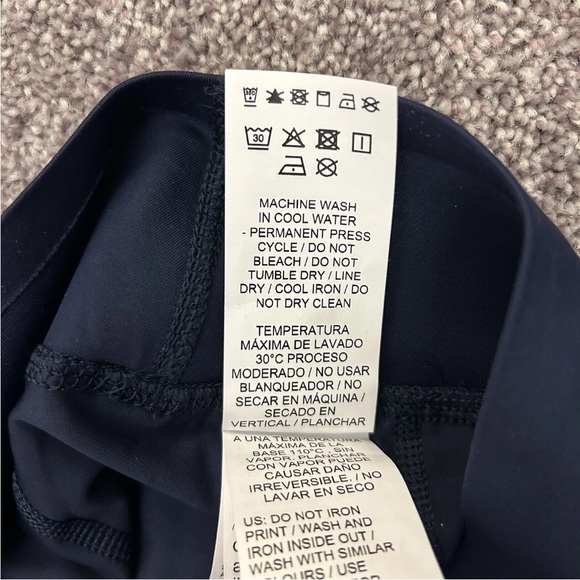 30
MACHINE WASH
IN COOL WATER
- PERMANENT PRESS
CYCLE / DO NOT
BLEACH / DO NOT
TUMBLE DRY / LINE
DRY / COOL IRON / DO
NOT DRY CLEAN
TEMPERATURA
MÁXIMA DE LAVADO
30°C PROCESO
MODERADO / NO USAR
BLANQUEADOR / NO
SECAR EN MÁQUINA /
SECADO EN
VERTICAL / PLANCHAR
A UNA TEMPERATURA
MÁXIMA DE LA
BASE 110°C, SIN
VAPOR. PLANCHAR
CON VAPOR PUEDE
CAUSAR DAÑO
IRREVERSIBLE. / NO
LAVAR EN SECO
US: DO NOT IRON
PRINT / WASH AND
IRON INSIDE OUT /
WASH WITH SIMILAR
COLOURS / USE